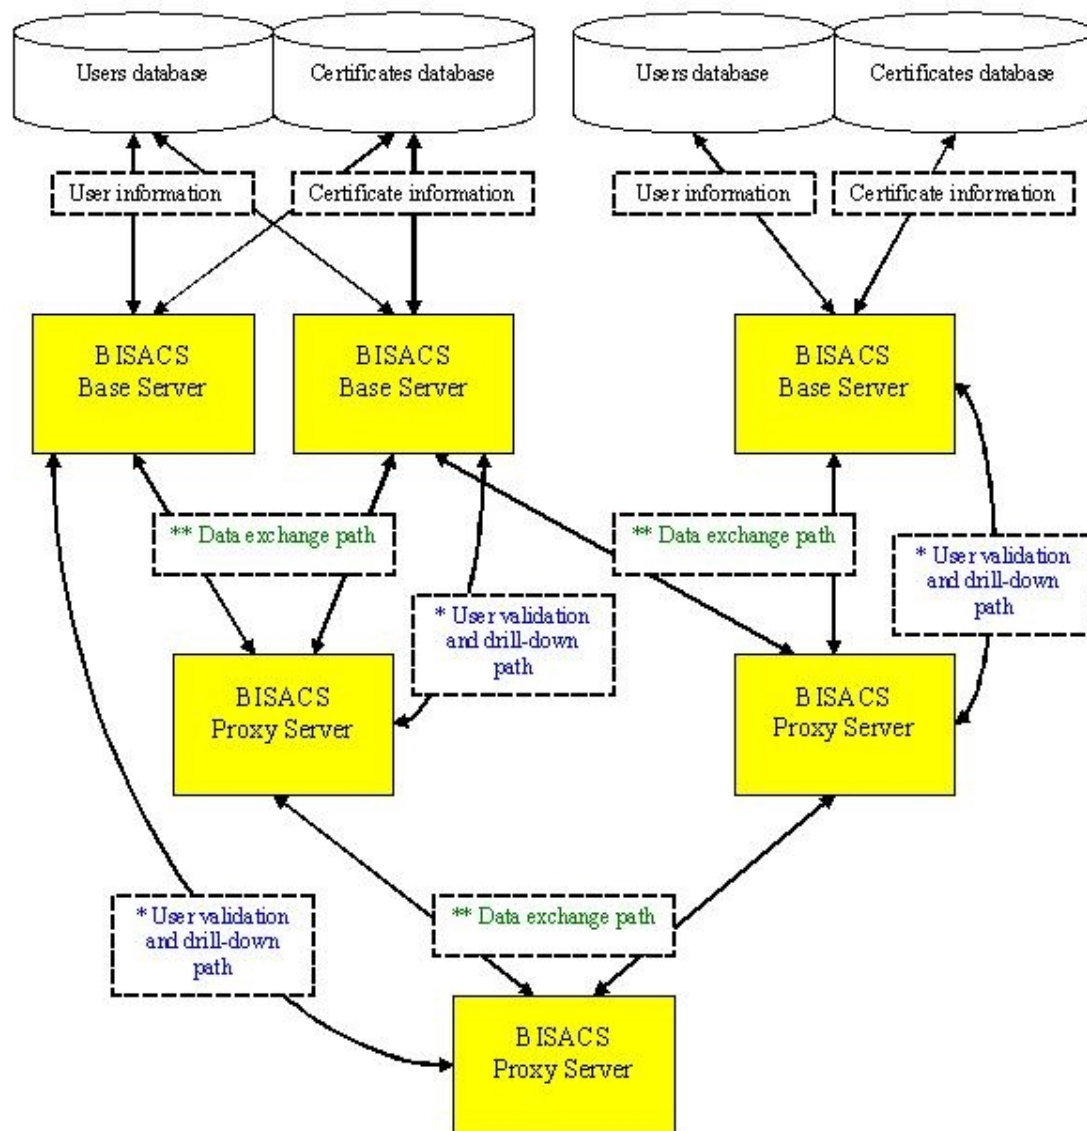 Users database
Certificates database
Users database
Certificates database
User information
Certificate information
User information
Certificate information
BISACS
Base Server
BISACS
Base Server
BISACS
Base Server
** Data exchange path
** Data exchange path
* User validation
and drill-down
path
* User validation
and drill-down
path
BISACS
Proxy Server
BISACS
Proxy Server
* User validation
and drill-down
path
** Data exchange path
BISACS
Proxy Server